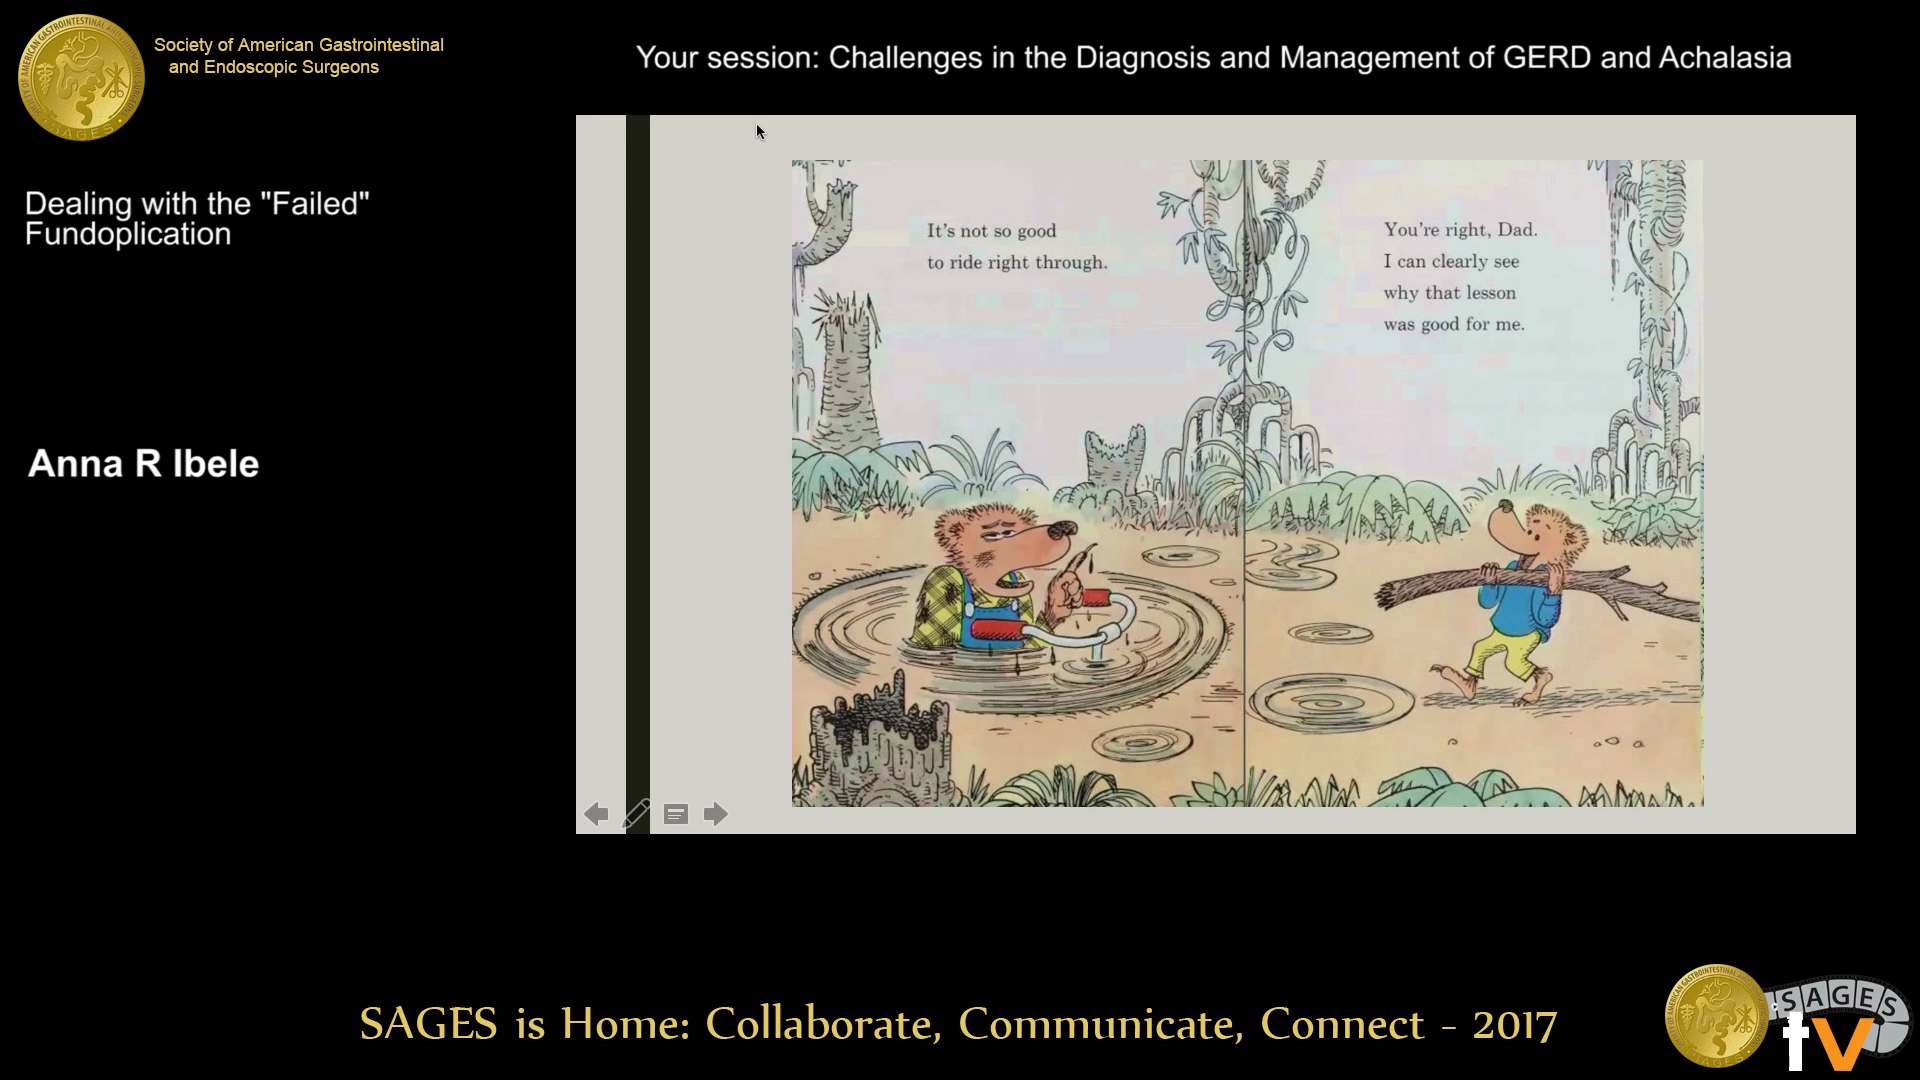 Society of American Gastrointestinal
and Endoscopic Surgeons
Your session: Challenges in the Diagnosis and Management of GERD and Achalasia
Dealing with the "Failed"
Fundoplication
Anna R Ibele
It's not so good
to ride right through.
You're right, Dad.
I can clearly see
why that lesson
was good for me.
SAGES is Home: Collaborate, Communicate, Connect - 2017
SAGES
tv